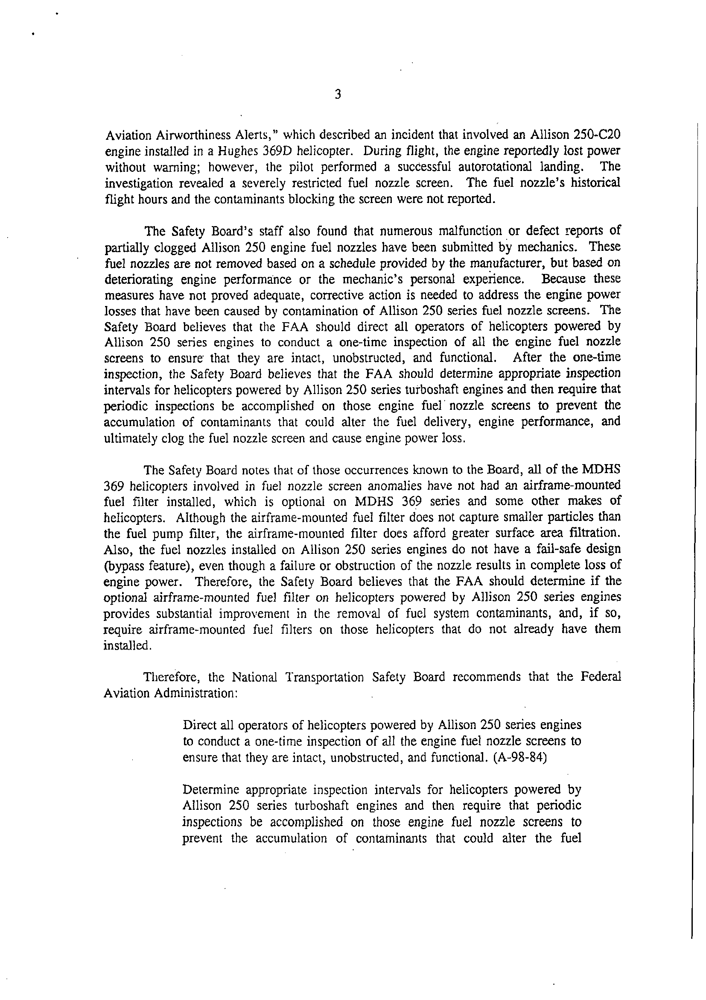 3
Aviation Airworthiness Alerts,” which described an incident that involved an Allison 250-C20
engine installed in a Hughes 369D helicopter. During flight, the engine reportedly lost power
without warning; however, the pilot performed a successful autorotational landing. The
investigation revealed a severely restricted fuel nozzle screen. The fuel nozzle's historical
flight hours and the contaminants blocking the screen were not reported.
The Safety Board's staff also found that numerous malfunction or defect reports of
partially clogged Allison 250 engine fuel nozzles have been submitted by mechanics. These
fuel nozzles are not removed based on a schedule provided by the manufacturer, but based on
deteriorating engine performance or the mechanic's personal experience. Because these
measures have not proved adequate, corrective action is needed to address the engine power
losses that have been caused by contamination of Allison 250 series fuel nozzle screens. The
Safety Board believes that the FAA should direct all operators of helicopters powered by
Allison 250 series engines to conduct a one-time inspection of all the engine fuel nozzle
screens to ensure that they are intact, unobstructed, and functional. After the one-time
inspection, the Safety Board believes that the FAA should determine appropriate inspection
intervals for helicopters powered by Allison 250 series turboshaft engines and then require that
periodic inspections be accomplished on those engine fuel nozzle screens to prevent the
accumulation of contaminants that could alter the fuel delivery, engine performance, and
ultimately clog the fuel nozzle screen and cause engine power loss.
The Safety Board notes that of those occurrences known to the Board, all of the MDHS
369 helicopters involved in fuel nozzle screen anomalies have not had an airframe-mounted
fuel filter installed, which is optional on MDHS 369 series and some other makes of
helicopters. Although the airframe-mounted fuel filter does not capture smaller particles than
the fuel pump filter, the airframe-mounted filter does afford greater surface area filtration.
Also, the fuel nozzles installed on Allison 250 series engines do not have a fail-safe design
(bypass feature), even though a failure or obstruction of the nozzle results in complete loss of
engine power. Therefore, the Safety Board believes that the FAA should determine if the
optional airframe-mounted fuel filter on helicopters powered by Allison 250 series engines
provides substantial improvement in the removal of fuel system contaminants, and, if so,
require airframe-mounted fuel filters on those helicopters that do not already have them
installed.
Therefore, the National Transportation Safety Board recommends that the Federal
Aviation Administration:
Direct all operators of helicopters powered by Allison 250 series engines
to conduct a one-time inspection of all the engine fuel nozzle screens to
ensure that they are intact, unobstructed, and functional. (A-98-84)
Determine appropriate inspection intervals for helicopters powered by
Allison 250 series turboshaft engines and then require that periodic
inspections be accomplished on those engine fuel nozzle screens to
prevent the accumulation of contaminants that could alter the fuel